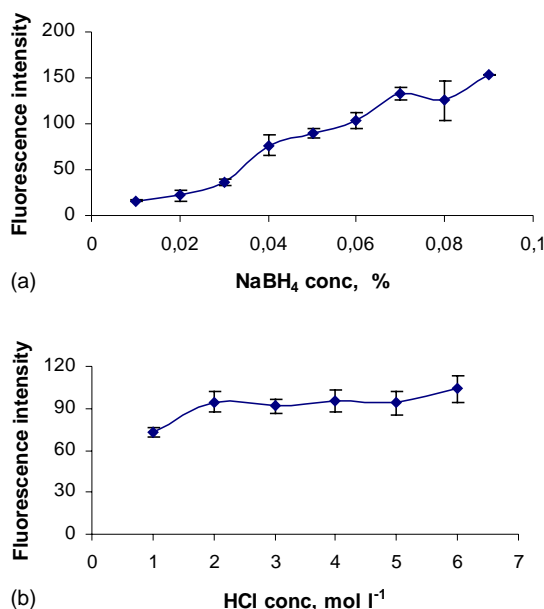 Fluorescence intensity
200
150
100
50
0
0 0,02 0,04 0,06 0,08 0,1
(a)
NaBH₄ conc, %
Fluorescence intensity
120
90
60
30
0
0 1 2 3 4 5 6 7
(b)
HCl conc, mol l⁻¹